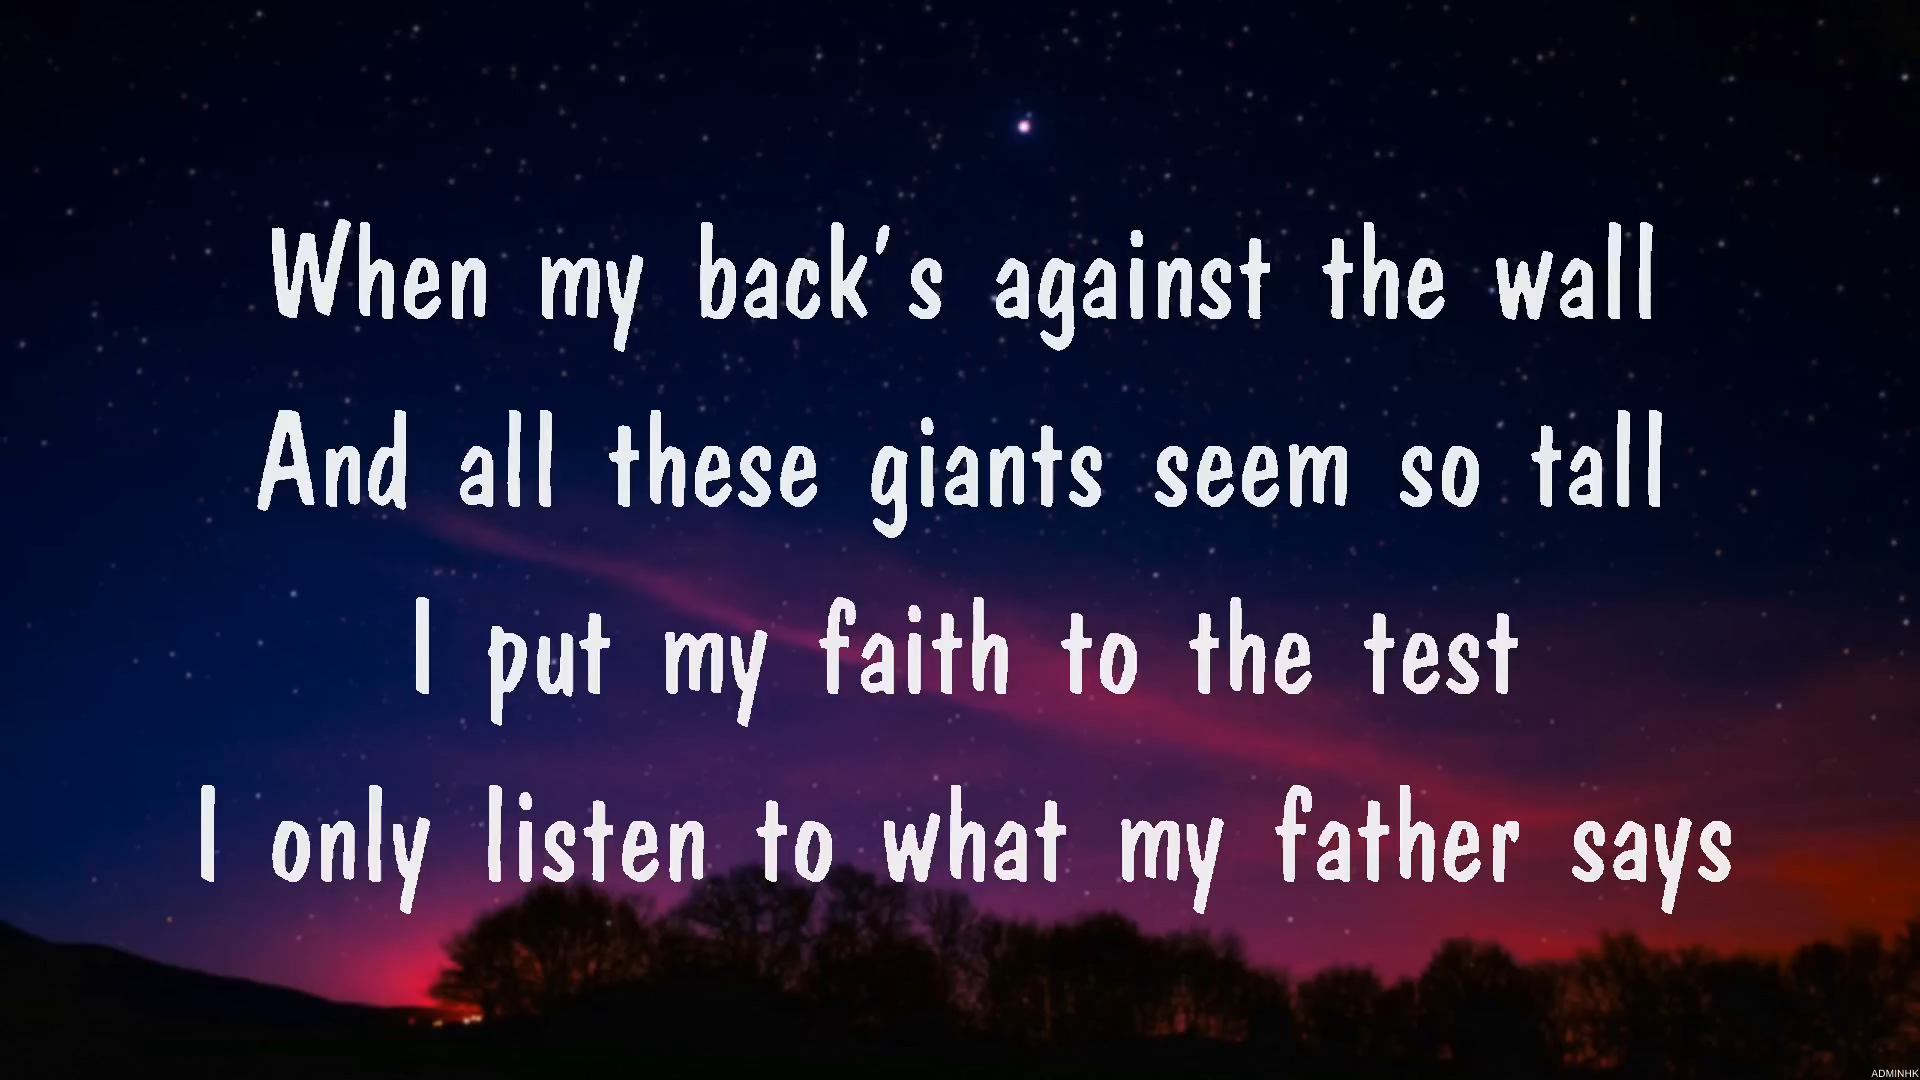 When my back's against the wall
And all these giants seem so tall
I put my faith to the test
I only listen to what my father says
ADMINHK